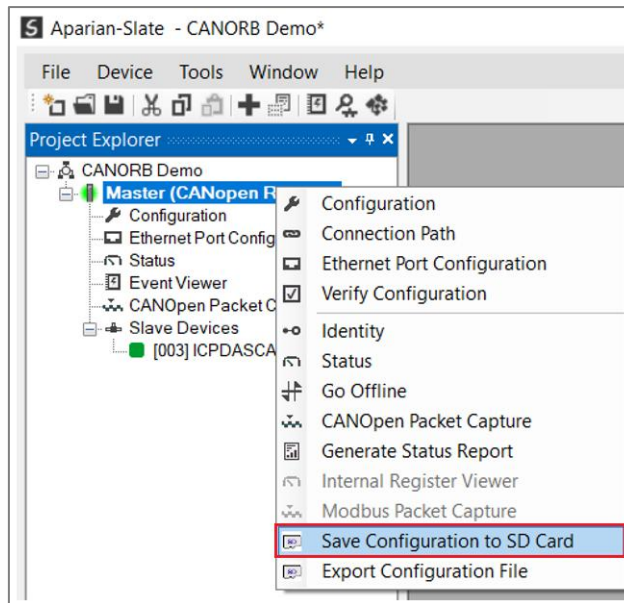 Aparian-Slate - CANORB Demo*
File Device Tools Window Help
Project Explorer
CANORB Demo
Master (CANopen R
Configuration
Ethernet Port Config
Status
Event Viewer
CANOpen Packet C
Slave Devices
[003] ICPDASCA
Configuration
Connection Path
Ethernet Port Configuration
Verify Configuration
Identity
Status
Go Offline
CANOpen Packet Capture
Generate Status Report
Internal Register Viewer
Modbus Packet Capture
Save Configuration to SD Card
Export Configuration File